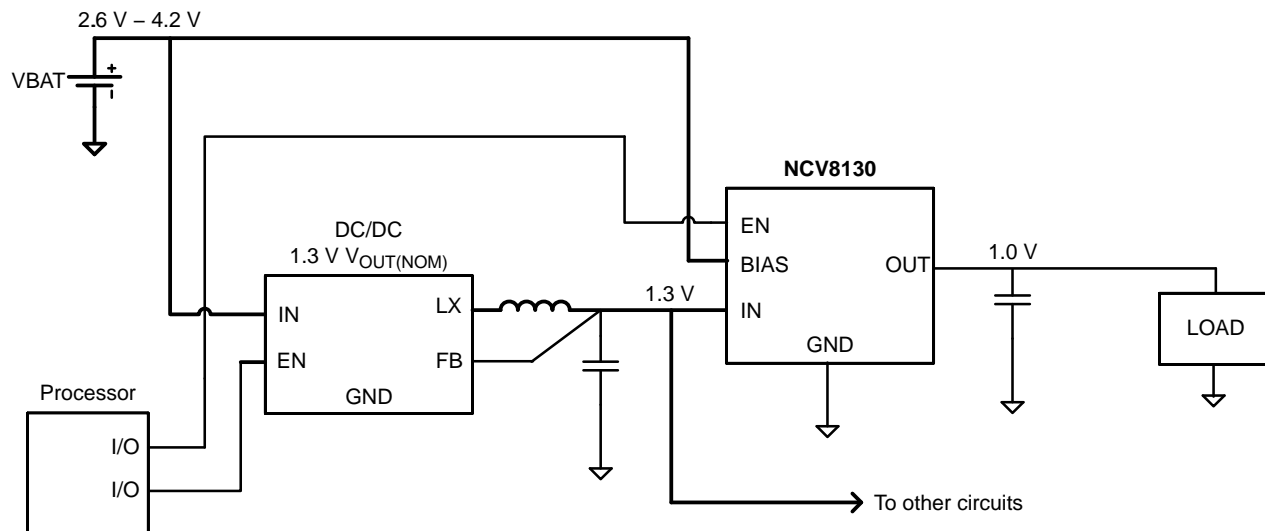 2.6 V – 4.2 V
VBAT
+
NCV8130
EN
BIAS
OUT
IN
GND
1.0 V
LOAD
DC/DC
1.3 V VOUT(NOM)
IN
EN
LX
FB
GND
1.3 V
Processor
I/O
I/O
To other circuits